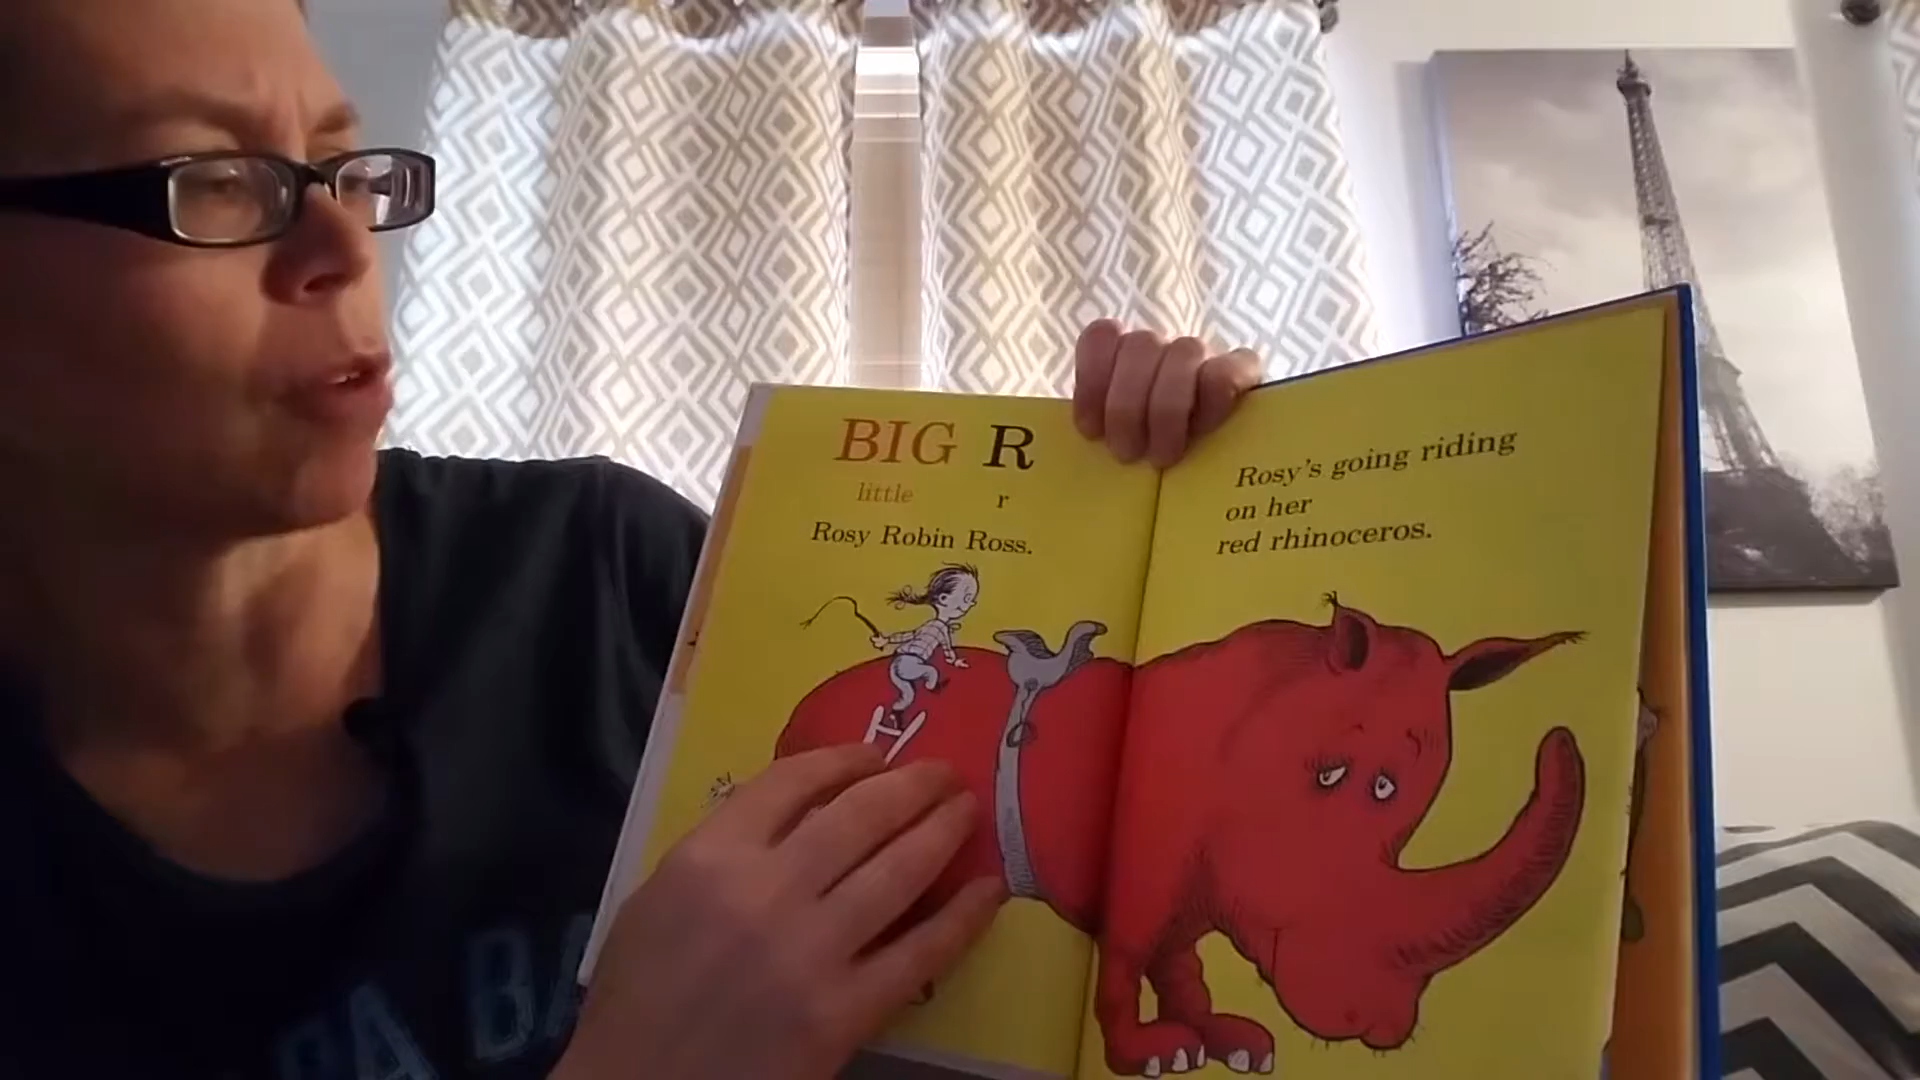 BIG R
little r
Rosy Robin Ross.
Rosy's going riding
on her
red rhinoceros.